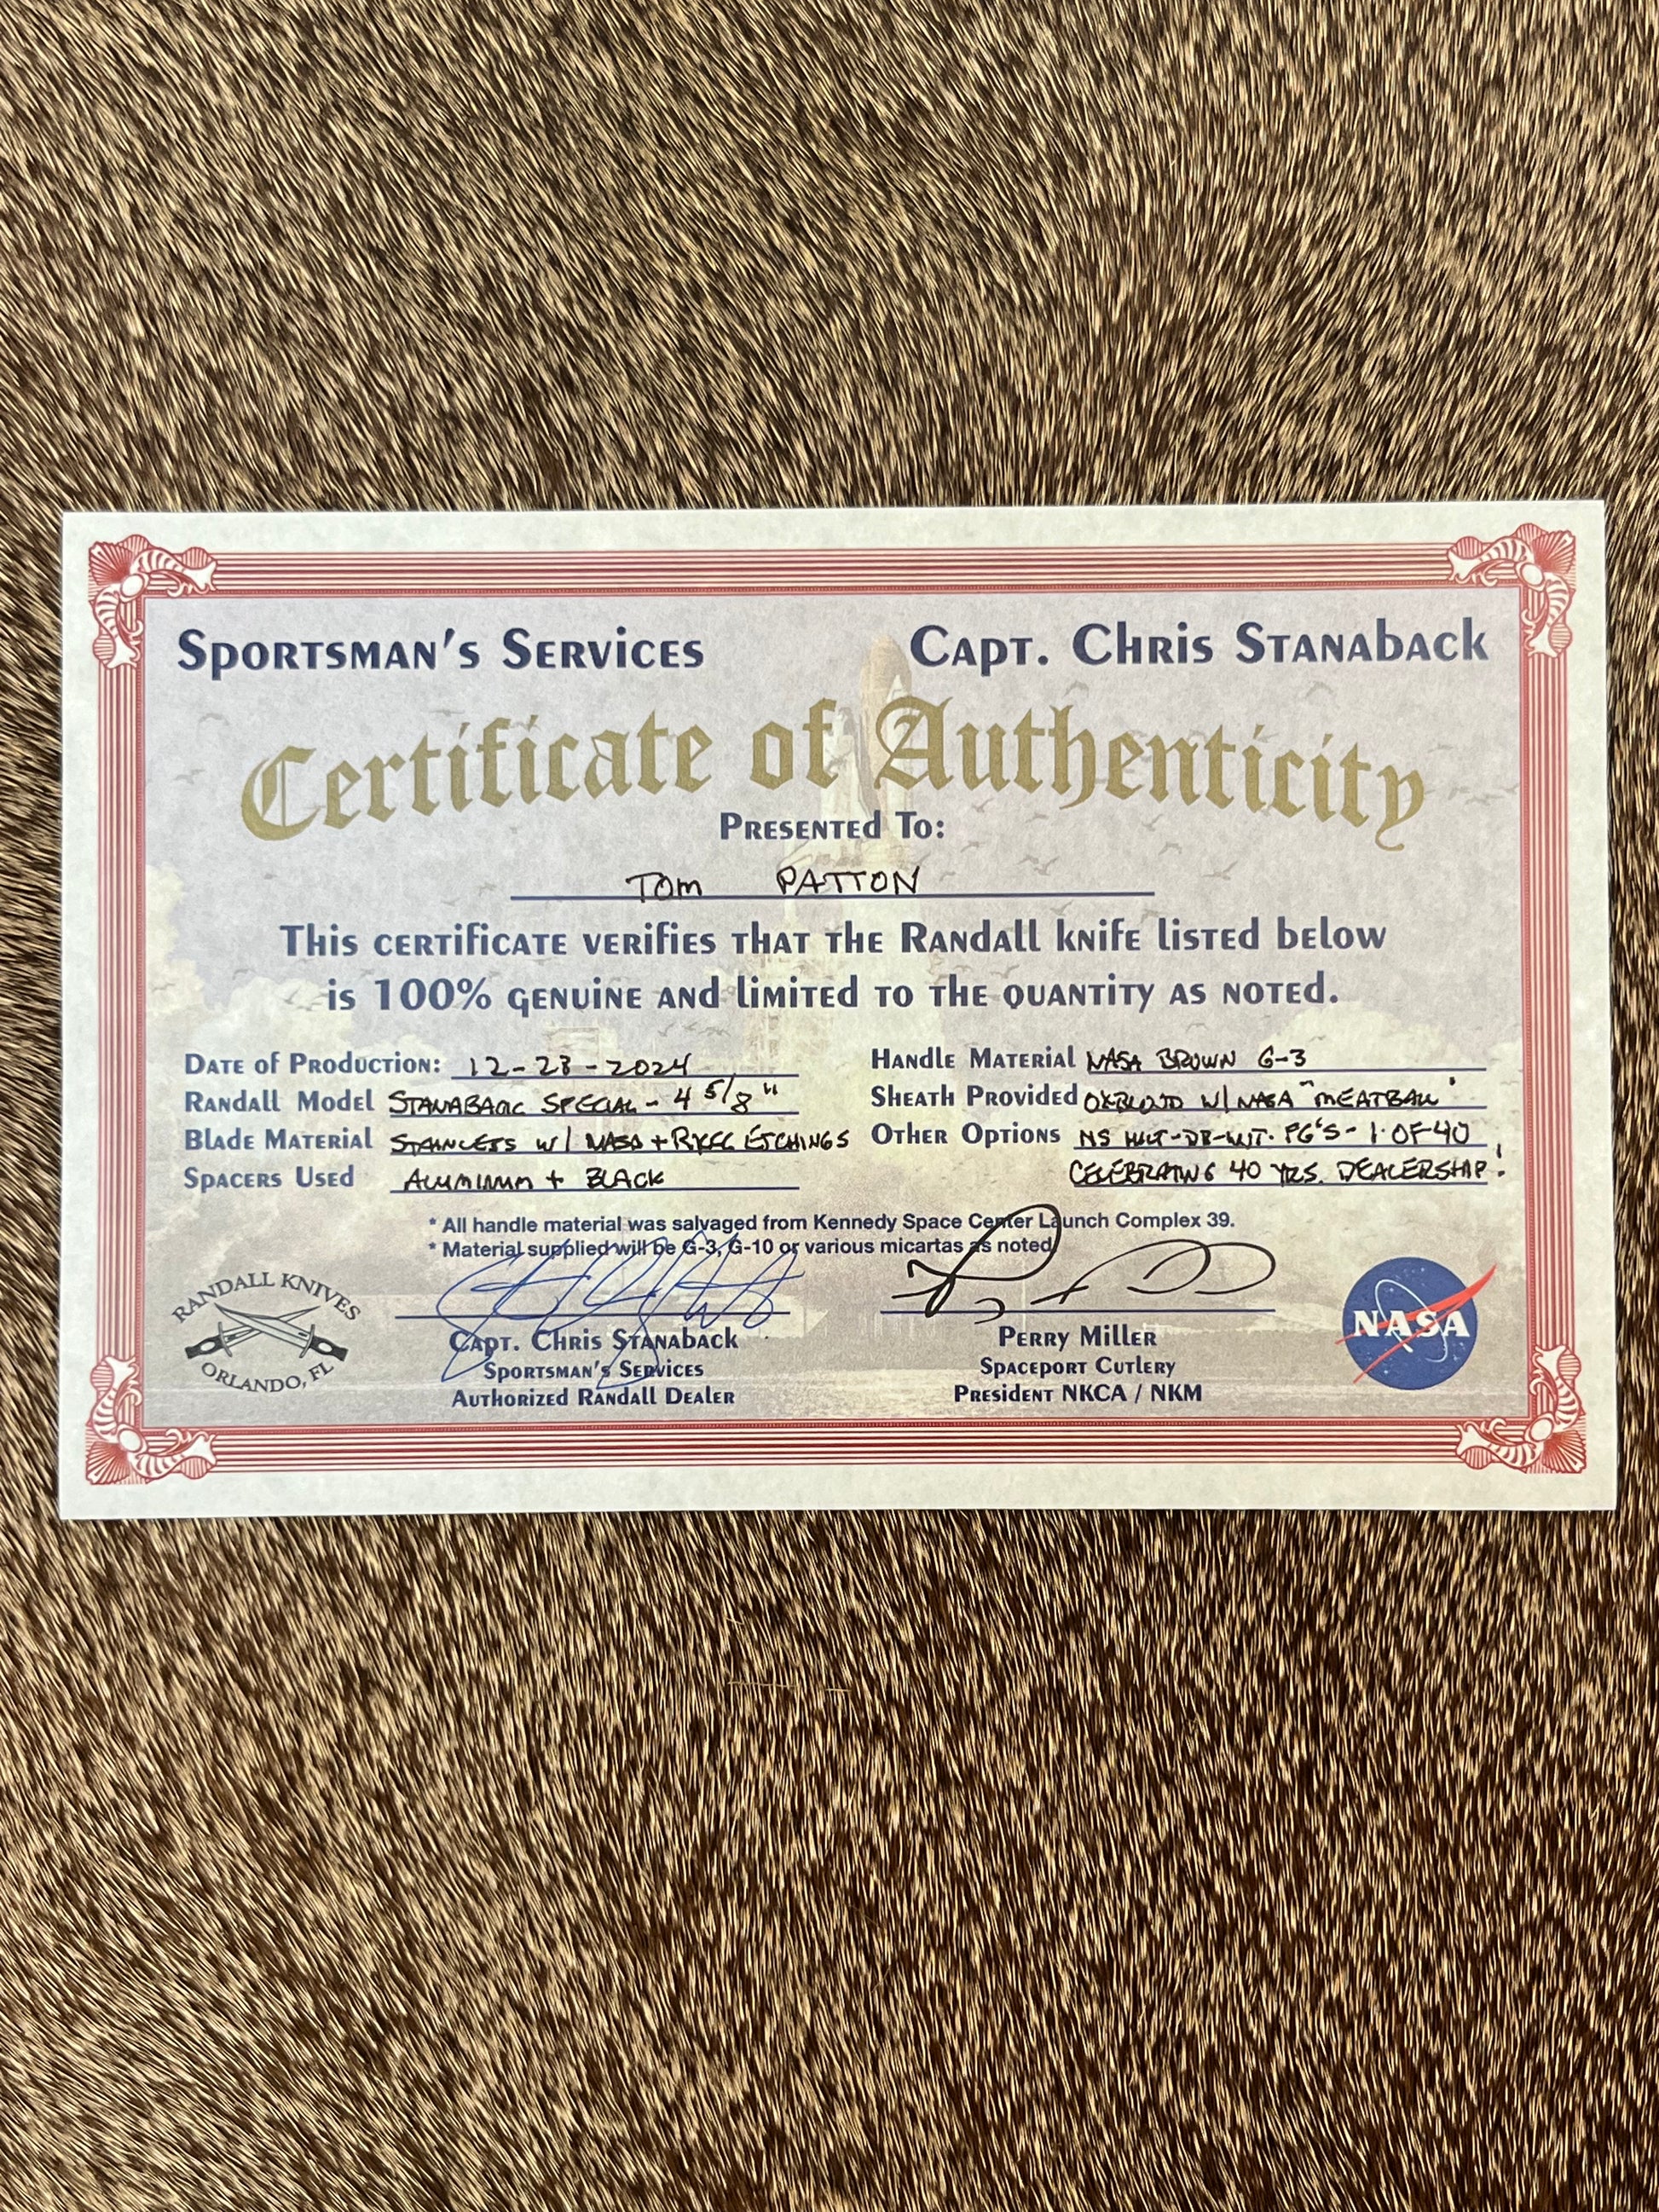 Sportsman's Services Capt. Chris Stanaback
Certificate of Authenticity
Presented To:
Tom PATTON
This certificate verifies that the Randall knife listed below
is 100% genuine and limited to the quantity as noted.
Date of Production: 12-23-2024
Randall Model STANABACK SPECIAL - 4 5/8"
Blade Material STAINLESS W/ NASA + RKCC ETCHINGS
Spacers Used ALUMINUM + BLACK
Handle Material NASA BROWN G-3
Sheath Provided OXBLOOD W/ NASA "MEATBALL"
Other Options NS HILT-DB-WT. PG'S - 1 OF 40
CELEBRATING 40 YRS. DEALERSHIP!
* All handle material was salvaged from Kennedy Space Center Launch Complex 39.
* Material supplied will be G-3, G-10 or various micartas as noted
RANDALL KNIVES
ORLANDO, FL
Capt. Chris Stanaback
Sportsman's Services
Authorized Randall Dealer
Perry Miller
Spaceport Cutlery
President NKCA / NKM
NASA